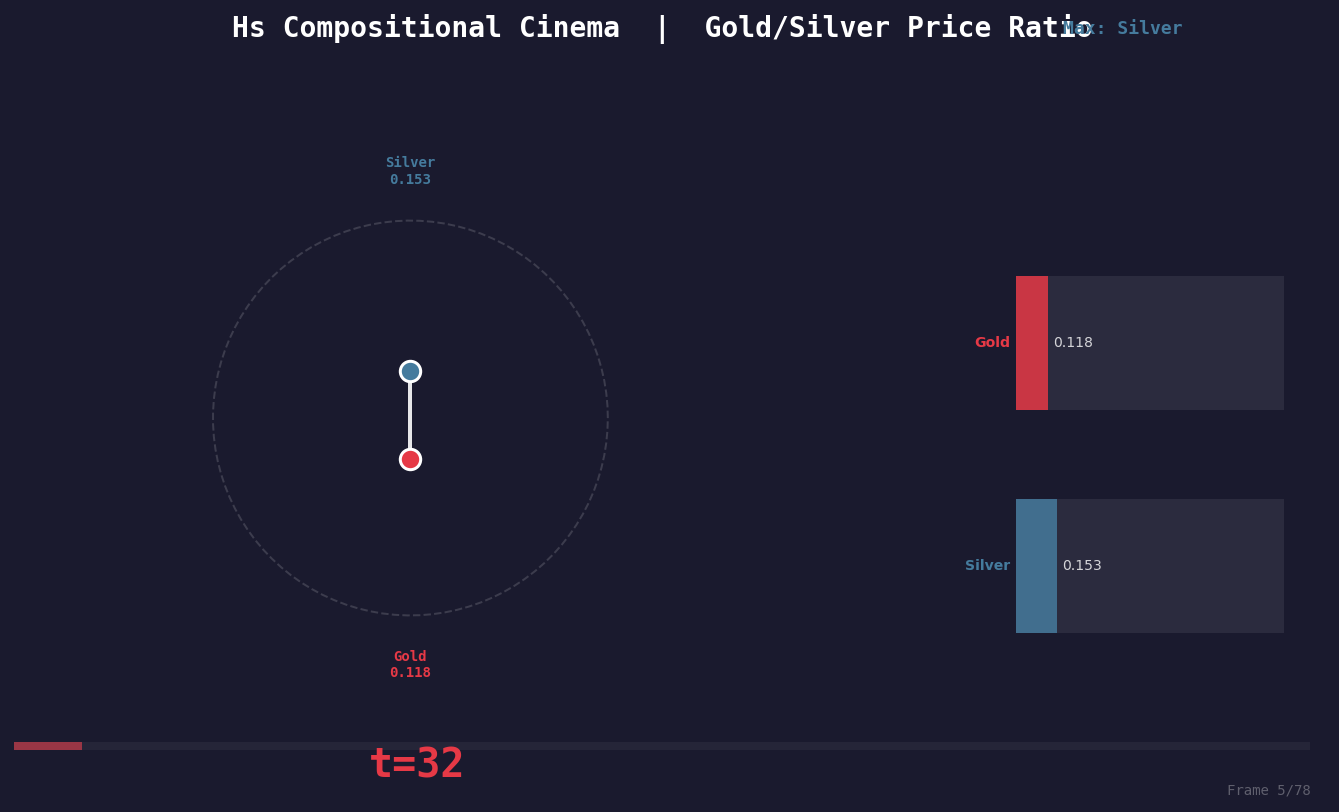 Hs Compositional Cinema  |  Gold/Silver Price Ratio
Max: Silver
Silver
0.153
Gold
0.118
Gold
0.118
Silver
0.153
t=32
Frame 5/78